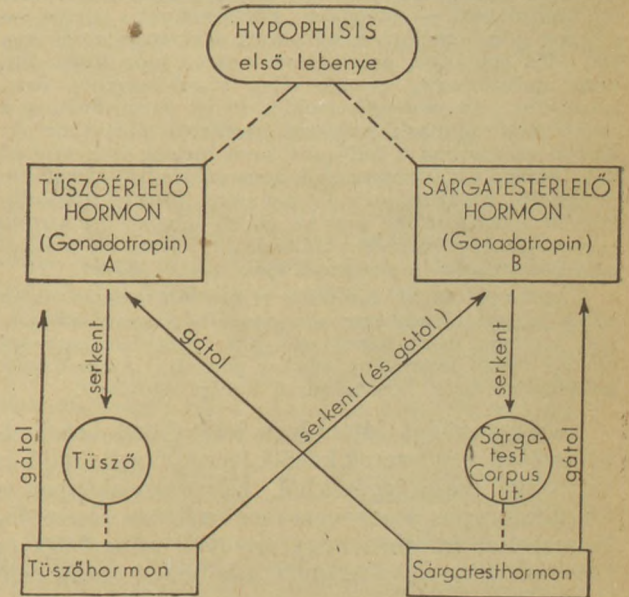 HYPOPHISIS
első lebenye
TÜSZŐÉRLELŐ
HORMON
(Gonadotropin)
A
SÁRGATESTÉRLELŐ
HORMON
(Gonadotropin)
B
gátol
serkent
gátol
serkent (és gátol)
serkent
gátol
Tüsző
Sárga-
test
Corpus
lut.
Tüszőhormon
Sárgatesthormon